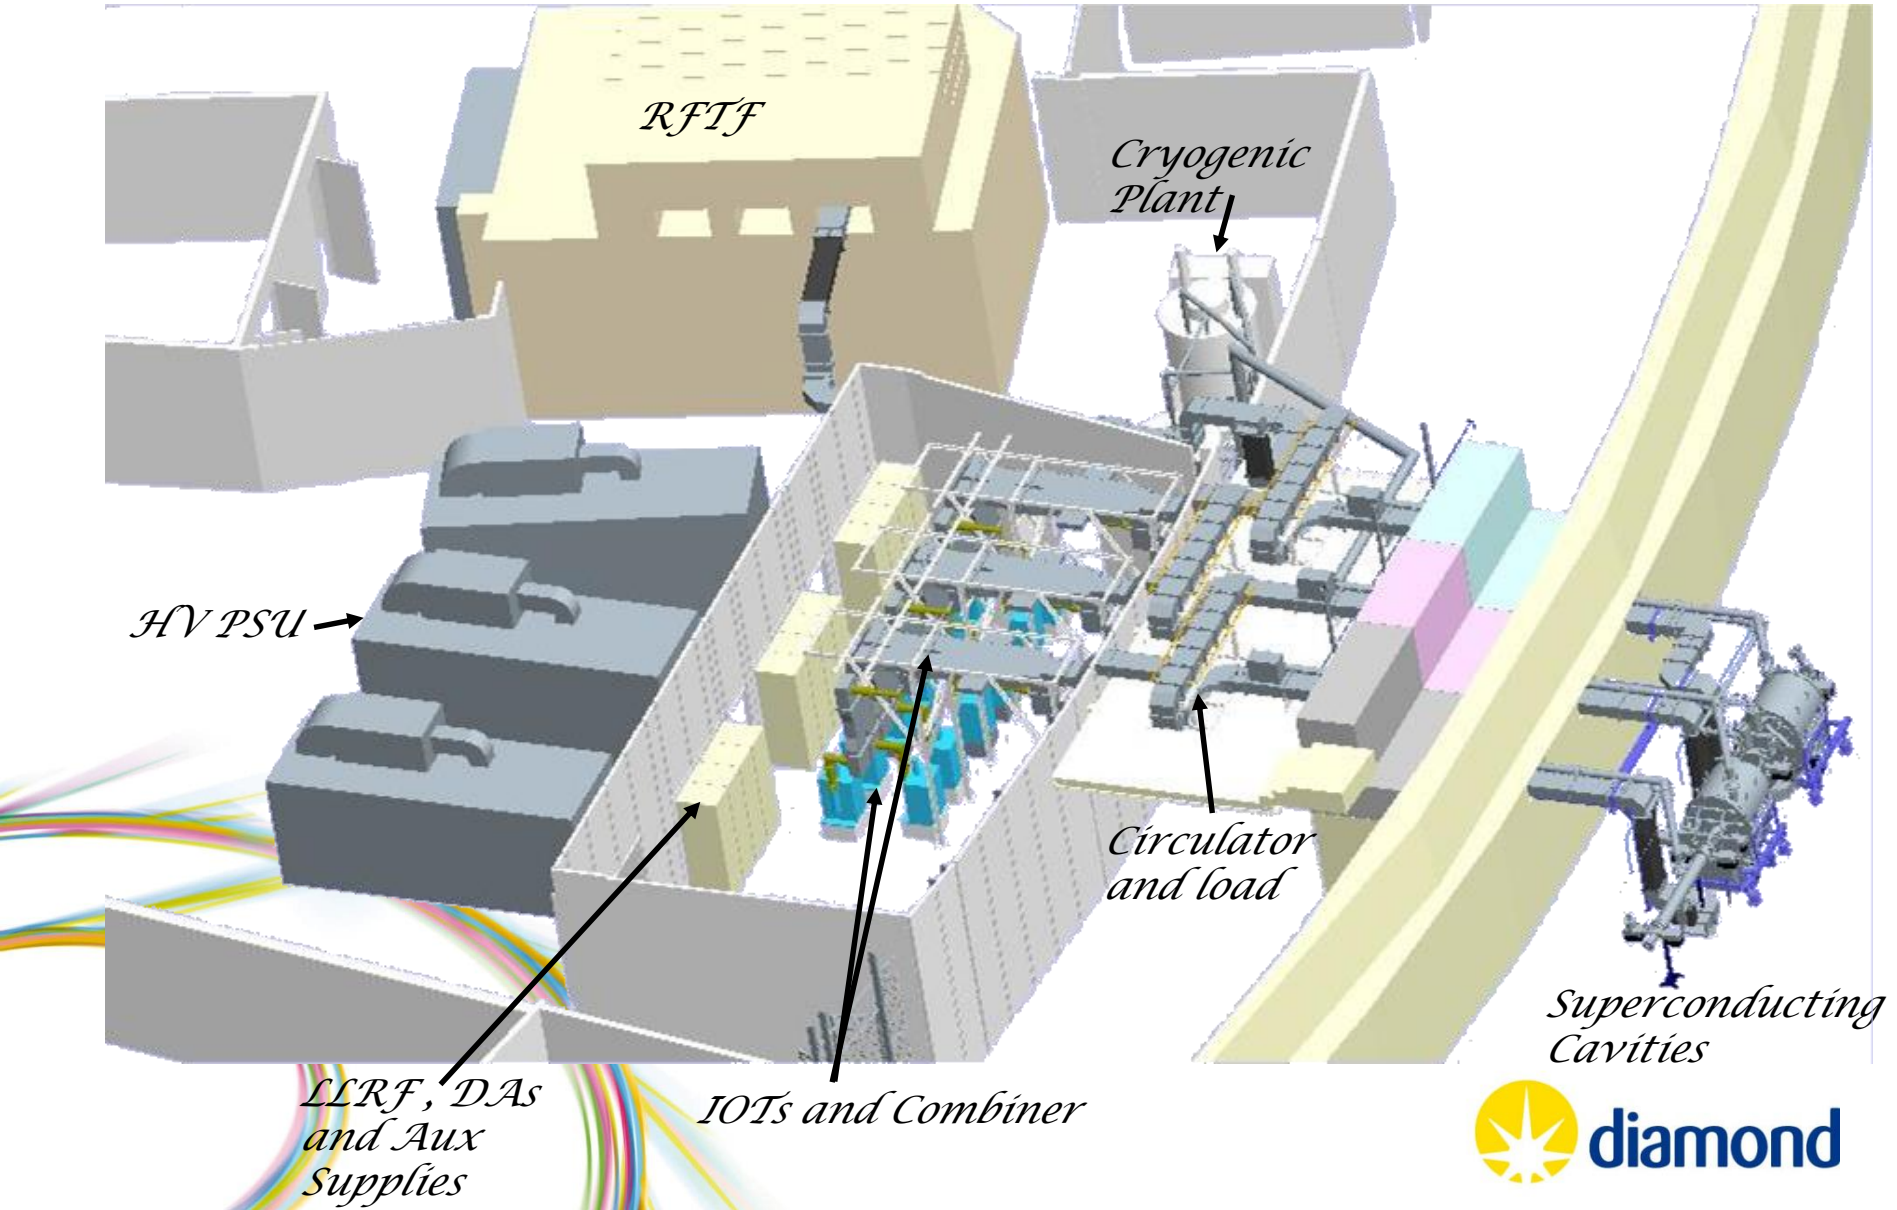 RFTF
Cryogenic
Plant
HV PSU
Circulator
and load
Superconducting
Cavities
LLRF, DAs
and Aux
Supplies
IOTs and Combiner
diamond